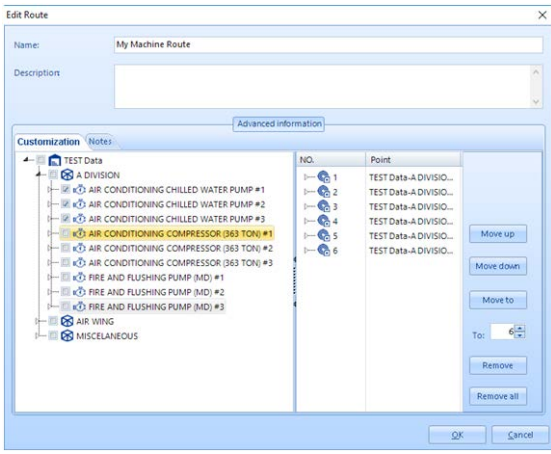 Edit Route
Name:
My Machine Route
Description:
Advanced information
Customization
Notes
TEST Data
A DIVISION
AIR CONDITIONING CHILLED WATER PUMP #1
AIR CONDITIONING CHILLED WATER PUMP #2
AIR CONDITIONING CHILLED WATER PUMP #3
AIR CONDITIONING COMPRESSOR (363 TON) #1
AIR CONDITIONING COMPRESSOR (363 TON) #2
AIR CONDITIONING COMPRESSOR (363 TON) #3
FIRE AND FLUSHING PUMP (MD) #1
FIRE AND FLUSHING PUMP (MD) #2
FIRE AND FLUSHING PUMP (MD) #3
AIR WING
MISCELANEOUS
NO. Point
1 TEST Data-A DIVISIO...
2 TEST Data-A DIVISIO...
3 TEST Data-A DIVISIO...
4 TEST Data-A DIVISIO...
5 TEST Data-A DIVISIO...
6 TEST Data-A DIVISIO...
Move up
Move down
Move to
To: 6
Remove
Remove all
OK
Cancel